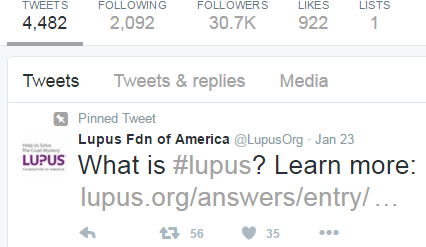 TWEETS FOLLOWING FOLLOWERS LIKES LISTS
4,482 2,092 30.7K 922 1
Tweets Tweets & replies Media
Pinned Tweet
Help Us Solve
The Cruel Mystery
LUPUS
FOUNDATION OF AMERICA
Lupus Fdn of America @LupusOrg · Jan 23
What is #lupus? Learn more:
lupus.org/answers/entry/ …
56 35